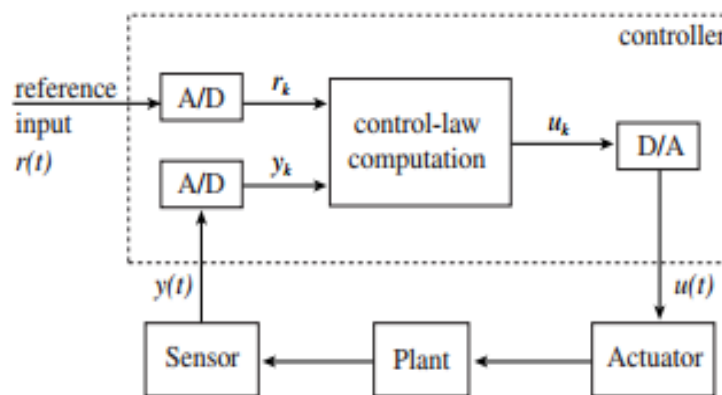 controller
reference
input
r(t)
A/D
r_k
control-law
computation
u_k
D/A
A/D
y_k
y(t)
u(t)
Sensor
Plant
Actuator